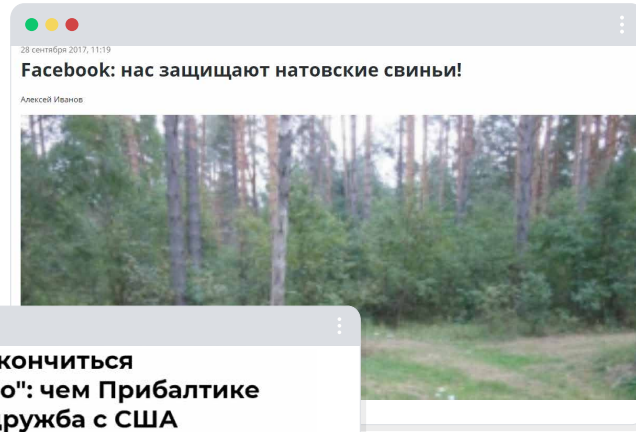 28 сентября 2017, 11:19
Facebook: нас защищают натовские свиньи!
Алексей Иванов
кончиться
о": чем Прибалтике
дружба с США